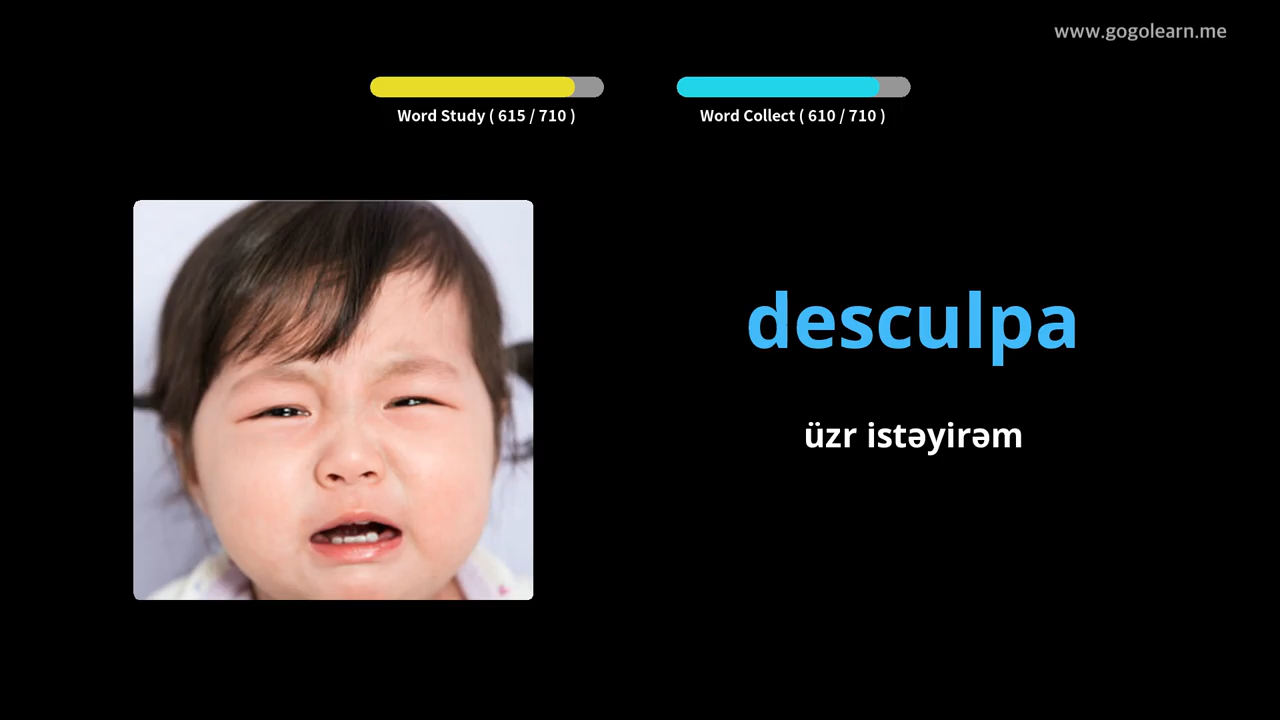 www.gogolearn.me
Word Study ( 615 / 710 )
Word Collect ( 610 / 710 )
desculpa
üzr istəyirəm